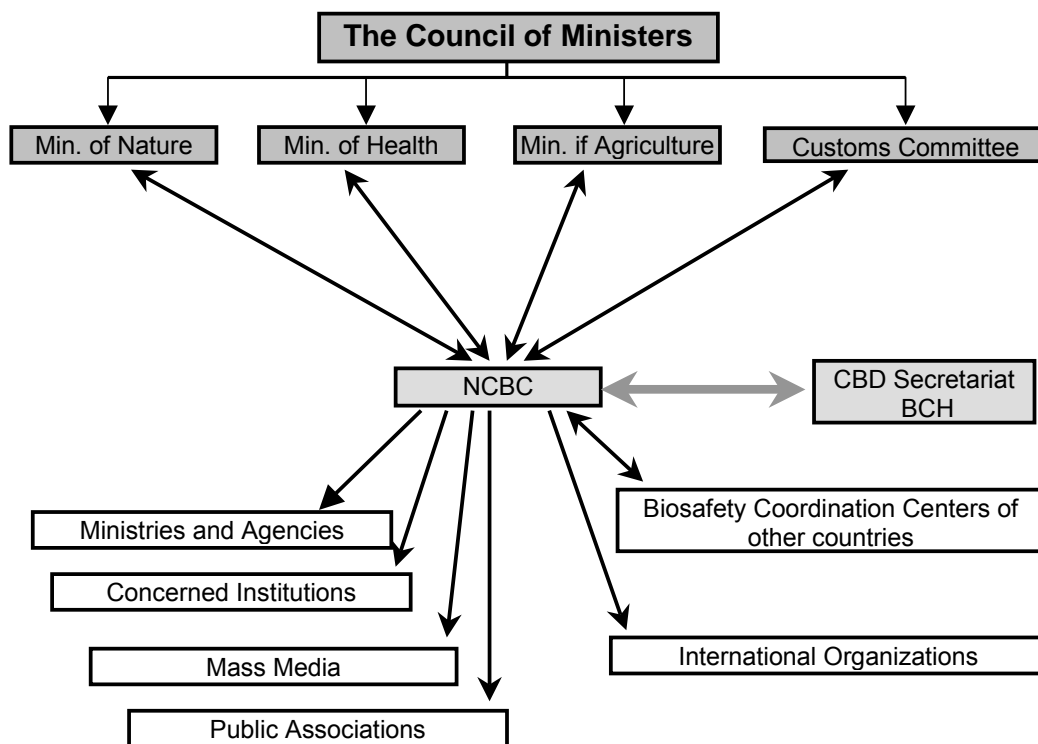 The Council of Ministers
Min. of Nature
Min. of Health
Min. if Agriculture
Customs Committee
NCBC
CBD Secretariat
BCH
Ministries and Agencies
Biosafety Coordination Centers of
other countries
Concerned Institutions
Mass Media
International Organizations
Public Associations